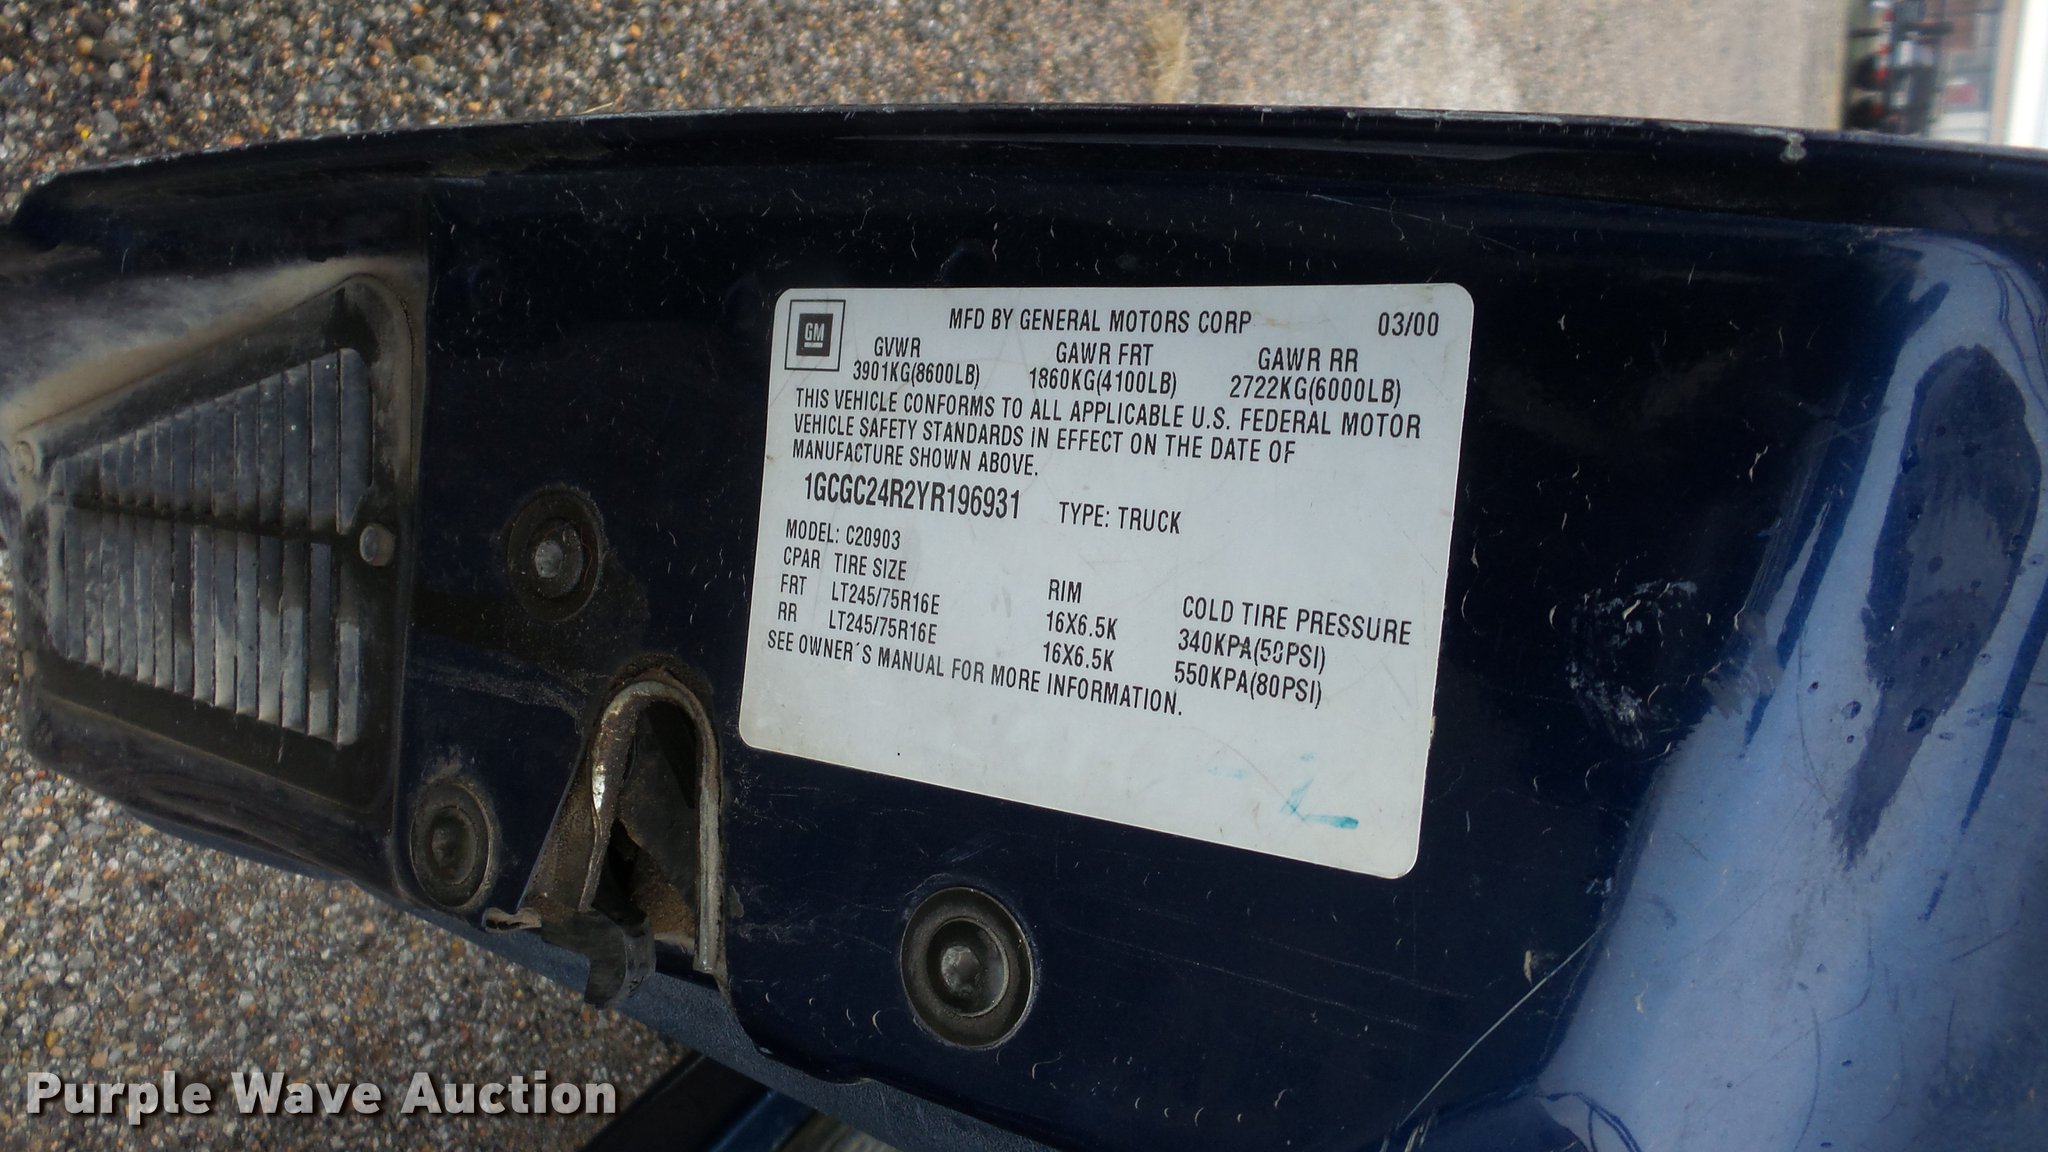 GM
MFD BY GENERAL MOTORS CORP 03/00
GVWR GAWR FRT GAWR RR
3901KG(8600LB) 1860KG(4100LB) 2722KG(6000LB)
THIS VEHICLE CONFORMS TO ALL APPLICABLE U.S. FEDERAL MOTOR
VEHICLE SAFETY STANDARDS IN EFFECT ON THE DATE OF
MANUFACTURE SHOWN ABOVE.
1GCGC24R2YR196931 TYPE: TRUCK
MODEL: C20903
CPAR TIRE SIZE RIM COLD TIRE PRESSURE
FRT LT245/75R16E 16X6.5K 340KPA(50PSI)
RR LT245/75R16E 16X6.5K 550KPA(80PSI)
SEE OWNER´S MANUAL FOR MORE INFORMATION.
Purple Wave Auction